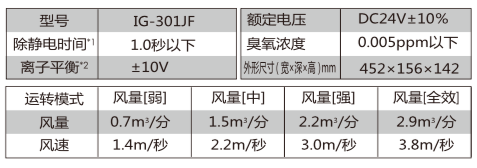 型号 IG-301JF 额定电压 DC24V±10%
除静电时间*1 1.0秒以下 臭氧浓度 0.005ppm以下
离子平衡*2 ±10V 外形尺寸(宽×深×高)mm 452×156×142
运转模式 风量[弱] 风量[中] 风量[强] 风量[全效]
风量 0.7m³/分 1.5m³/分 2.2m³/分 2.9m³/分
风速 1.4m/秒 2.2m/秒 3.0m/秒 3.8m/秒